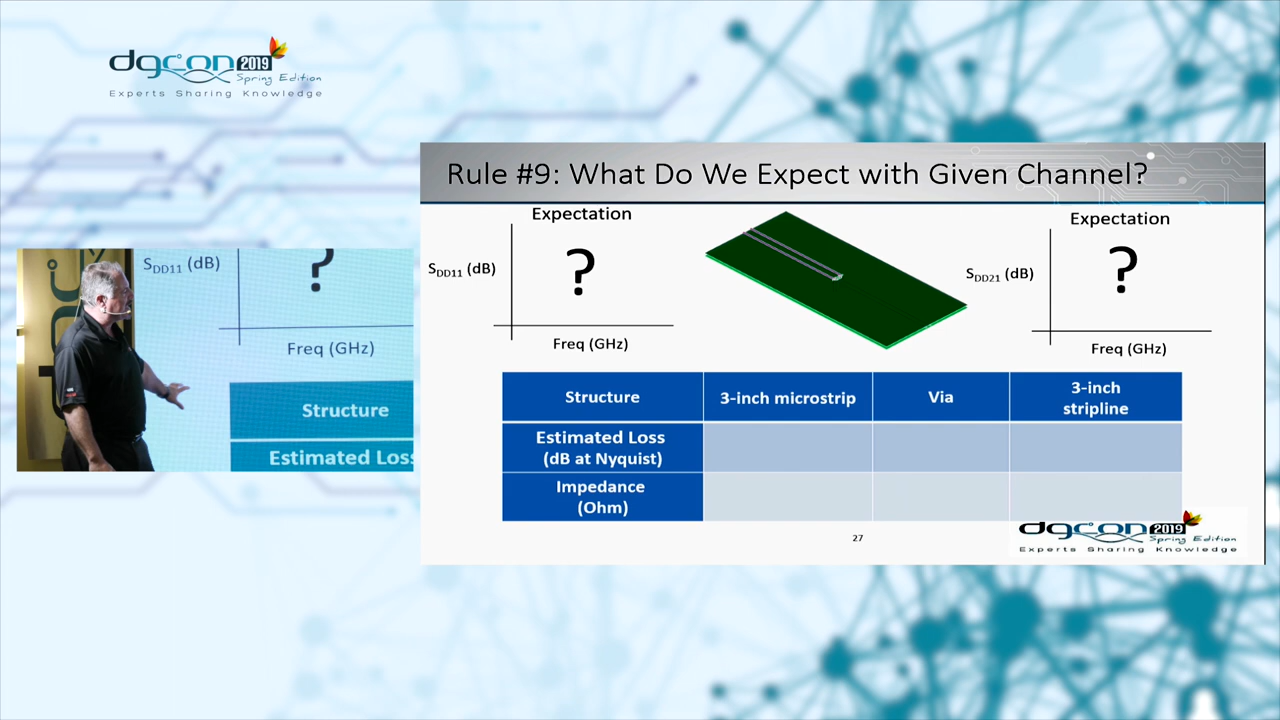 dgcon 2019
Spring Edition
Experts Sharing Knowledge
Rule #9: What Do We Expect with Given Channel?
Expectation
?
SDD11 (dB)
Freq (GHz)
Expectation
?
SDD21 (dB)
Freq (GHz)
SDD11 (dB)
?
Freq (GHz)
Structure
Estimated Loss
Structure
3-inch microstrip
Via
3-inch
stripline
Estimated Loss
(dB at Nyquist)
Impedance
(Ohm)
27
dgcon 2019
Spring Edition
Experts Sharing Knowledge